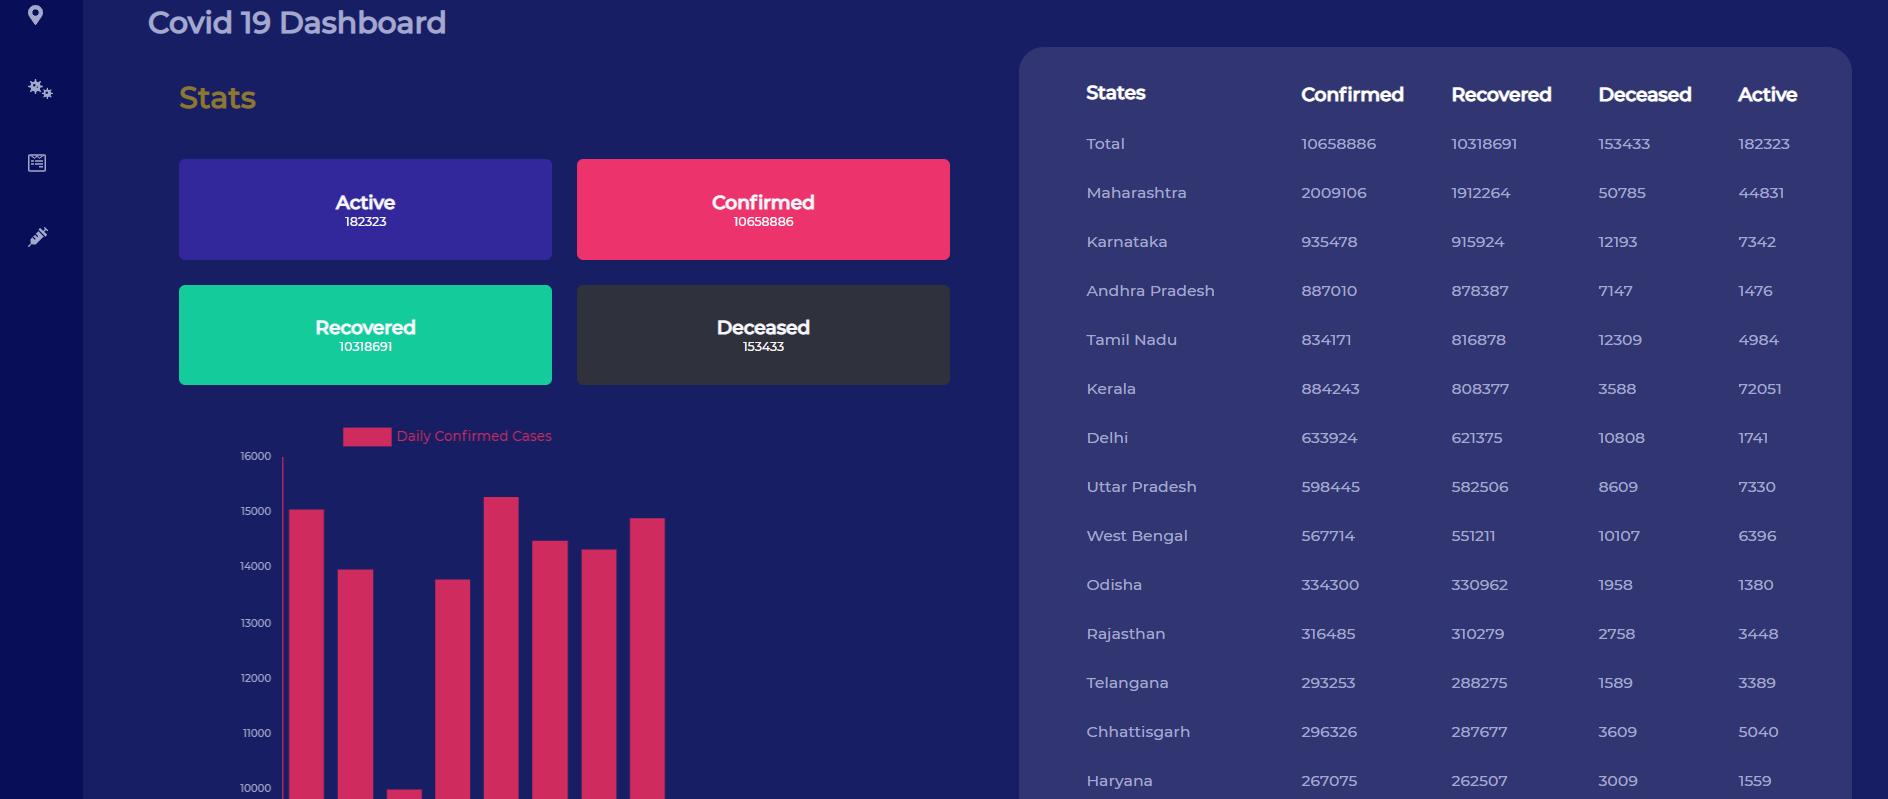 Covid 19 Dashboard
Stats
Active
182323
Confirmed
10658886
Recovered
10318691
Deceased
153433
Daily Confirmed Cases
16000
15000
14000
13000
12000
11000
10000
States Confirmed Recovered Deceased Active
Total 10658886 10318691 153433 182323
Maharashtra 2009106 1912264 50785 44831
Karnataka 935478 915924 12193 7342
Andhra Pradesh 887010 878387 7147 1476
Tamil Nadu 834171 816878 12309 4984
Kerala 884243 808377 3588 72051
Delhi 633924 621375 10808 1741
Uttar Pradesh 598445 582506 8609 7330
West Bengal 567714 551211 10107 6396
Odisha 334300 330962 1958 1380
Rajasthan 316485 310279 2758 3448
Telangana 293253 288275 1589 3389
Chhattisgarh 296326 287677 3609 5040
Haryana 267075 262507 3009 1559